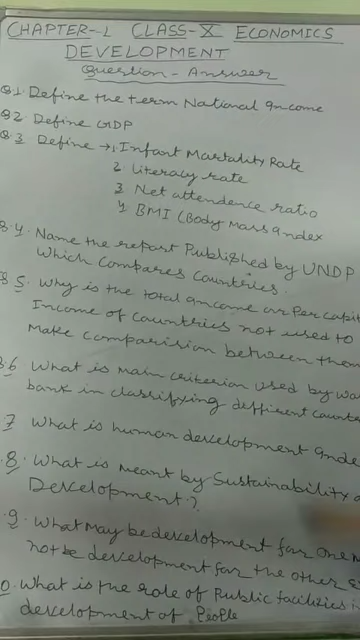 CHAPTER-1 CLASS-X ECONOMICS
DEVELOPMENT
Question - Answer
Q1. Define the term National Income
Q2 Define GDP
Q.3 Define → 1. Infant Mortality Rate
2. Literacy rate
3. Net attendence ratio
4. BMI (Body Mass Index
8.4. Name the report Published by UNDP
Which compares countries.
8 5. Why is the total income or Per capit
Income of countries not used to
Make comparision between them
6 What is main criterion used by
bank in classifying different
7 What is human development
.8. What is meant by Sustainability
Development?
.9. What may be development for one
not be development for the other
0 What is the role of Public facilities
development of People